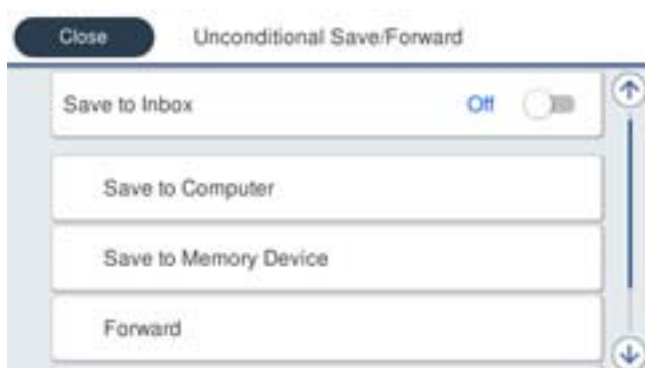 Close
Unconditional Save/Forward
Save to Inbox
Off
Save to Computer
Save to Memory Device
Forward